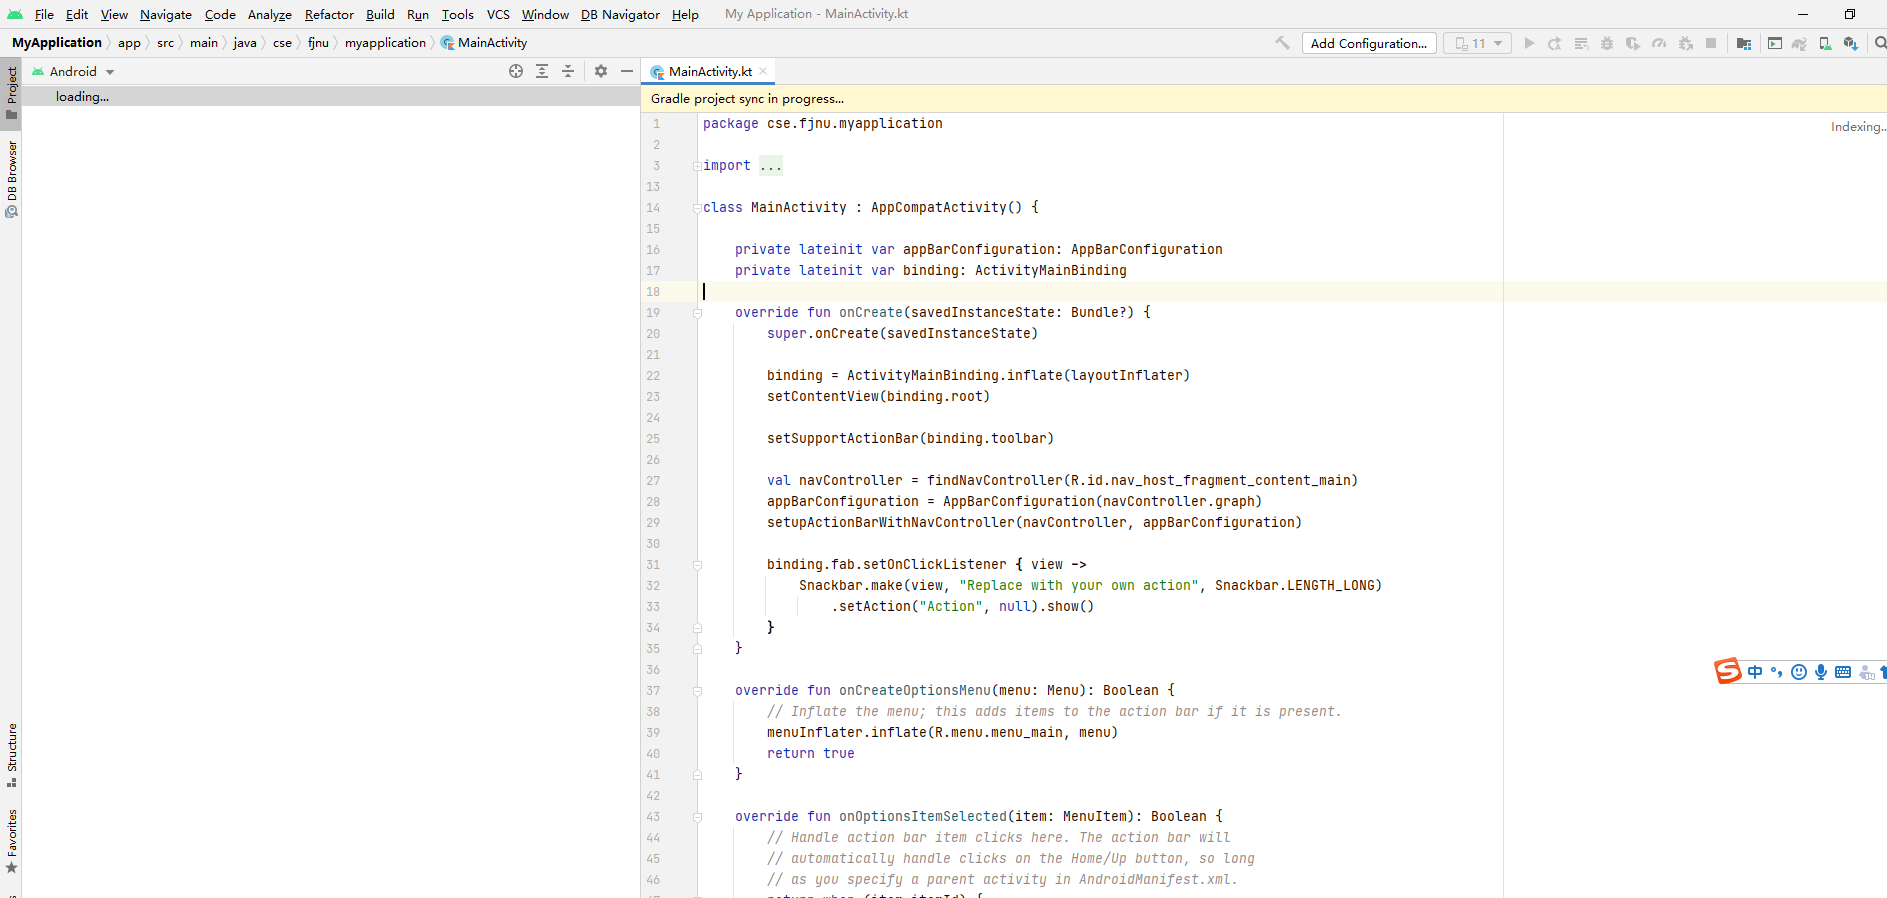 File Edit View Navigate Code Analyze Refactor Build Run Tools VCS Window DB Navigator Help My Application - MainActivity.kt
MyApplication app src main java cse fjnu myapplication MainActivity Add Configuration... 11
Project
Android
MainActivity.kt
loading...
Gradle project sync in progress...
Indexing..
DB Browser
Structure
Favorites
1 package cse.fjnu.myapplication
2
3 import ...
13
14 class MainActivity : AppCompatActivity() {
15
16 private lateinit var appBarConfiguration: AppBarConfiguration
17 private lateinit var binding: ActivityMainBinding
18
19 override fun onCreate(savedInstanceState: Bundle?) {
20 super.onCreate(savedInstanceState)
21
22 binding = ActivityMainBinding.inflate(layoutInflater)
23 setContentView(binding.root)
24
25 setSupportActionBar(binding.toolbar)
26
27 val navController = findNavController(R.id.nav_host_fragment_content_main)
28 appBarConfiguration = AppBarConfiguration(navController.graph)
29 setupActionBarWithNavController(navController, appBarConfiguration)
30
31 binding.fab.setOnClickListener { view ->
32 Snackbar.make(view, "Replace with your own action", Snackbar.LENGTH_LONG)
33 .setAction("Action", null).show()
34 }
35 }
36
37 override fun onCreateOptionsMenu(menu: Menu): Boolean {
38 // Inflate the menu; this adds items to the action bar if it is present.
39 menuInflater.inflate(R.menu.menu_main, menu)
40 return true
41 }
42
43 override fun onOptionsItemSelected(item: MenuItem): Boolean {
44 // Handle action bar item clicks here. The action bar will
45 // automatically handle clicks on the Home/Up button, so long
46 // as you specify a parent activity in AndroidManifest.xml.
return when (item.itemId) {
S 中